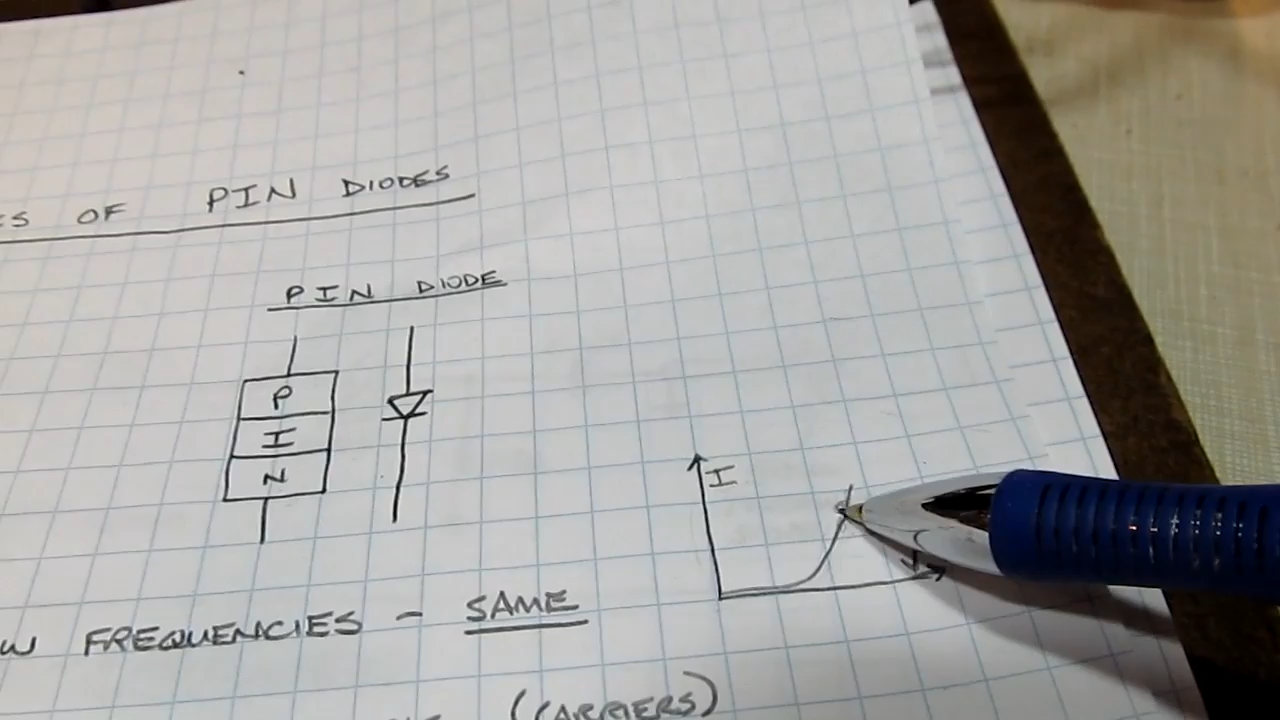 OF PIN DIODES
PIN DIODE
P
I
N
I
FREQUENCIES - SAME
(CARRIERS)